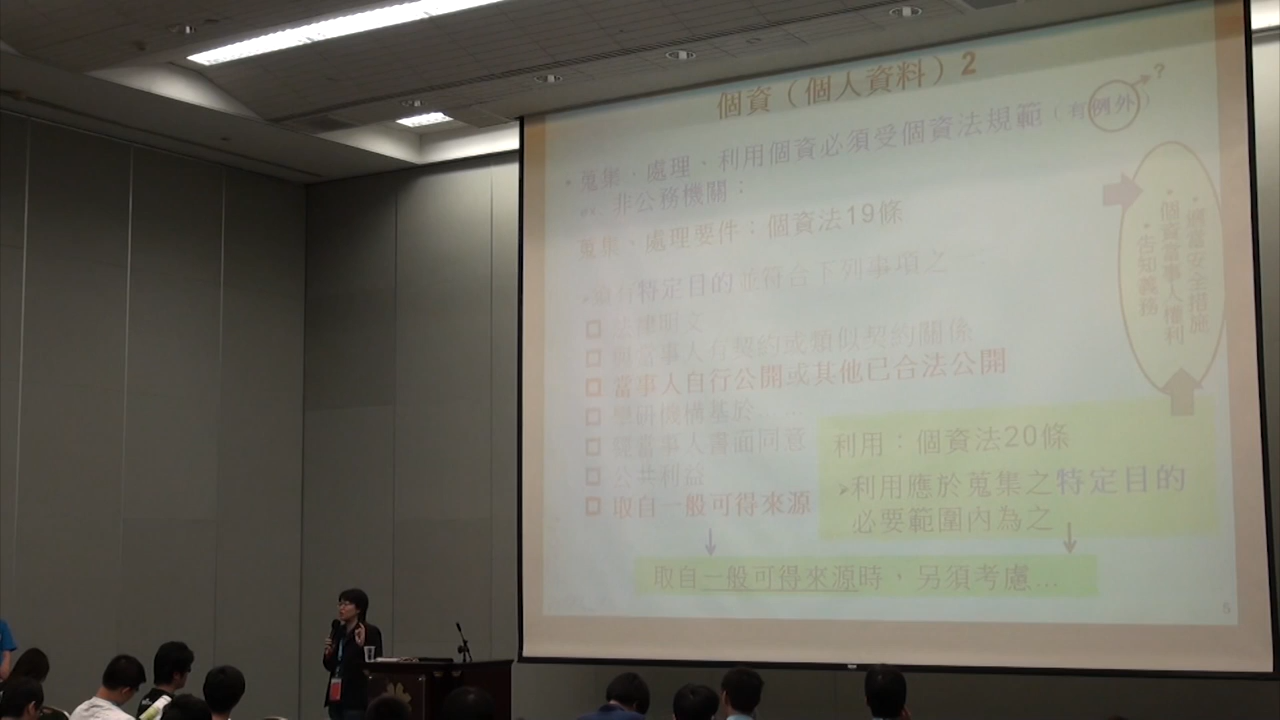 個資（個人資料）2
• 蒐集、處理、利用個資必須受個資法規範（有例外）
?
ex. 非公務機關：
蒐集、處理要件：個資法19條
特定目的並符合下列事項之一
法律明文
與當事人有契約或類似契約關係
當事人自行公開或其他已合法公開
學研機構基於……
經當事人書面同意
公共利益
取自一般可得來源
• 適當安全措施
• 個資當事人權利
• 告知義務
利用：個資法20條
➢利用應於蒐集之特定目的
必要範圍內為之
取自一般可得來源時，另須考慮...
5